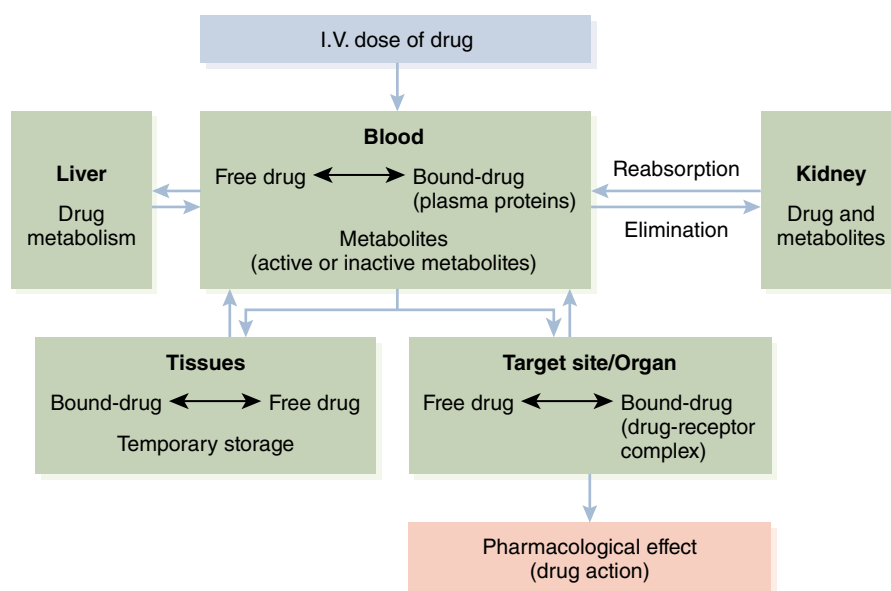 I.V. dose of drug
Blood
Free drug
Bound-drug
(plasma proteins)
Metabolites
(active or inactive metabolites)
Liver
Drug
metabolism
Reabsorption
Elimination
Kidney
Drug and
metabolites
Tissues
Bound-drug
Free drug
Temporary storage
Target site/Organ
Free drug
Bound-drug
(drug-receptor
complex)
Pharmacological effect
(drug action)